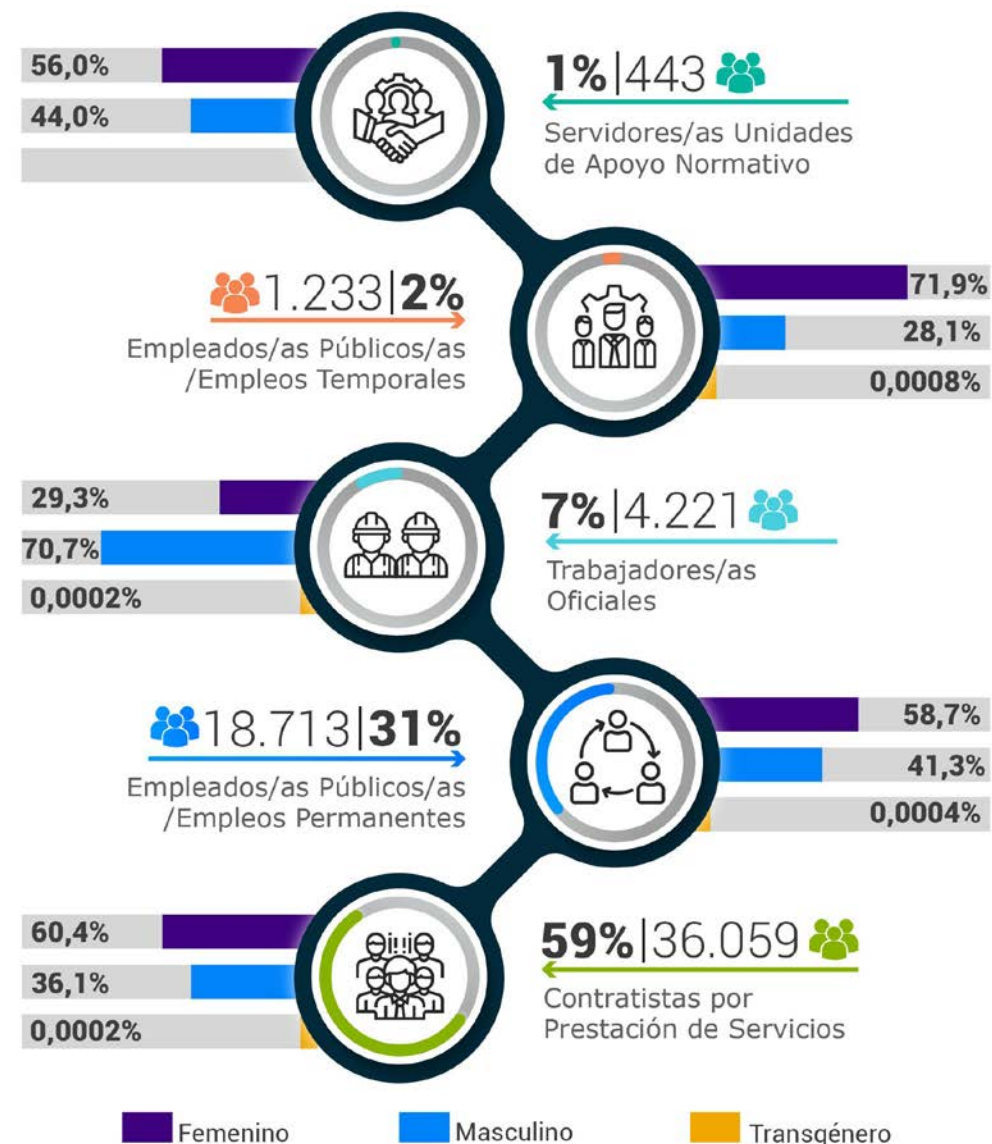 56,0%
44,0%
1%|443
Servidores/as Unidades
de Apoyo Normativo
1.233|2%
Empleados/as Públicos/as
/Empleos Temporales
71,9%
28,1%
0,0008%
29,3%
70,7%
0,0002%
7%|4.221
Trabajadores/as
Oficiales
18.713|31%
Empleados/as Públicos/as
/Empleos Permanentes
58,7%
41,3%
0,0004%
60,4%
36,1%
0,0002%
59%|36.059
Contratistas por
Prestación de Servicios
Femenino
Masculino
Transgénero